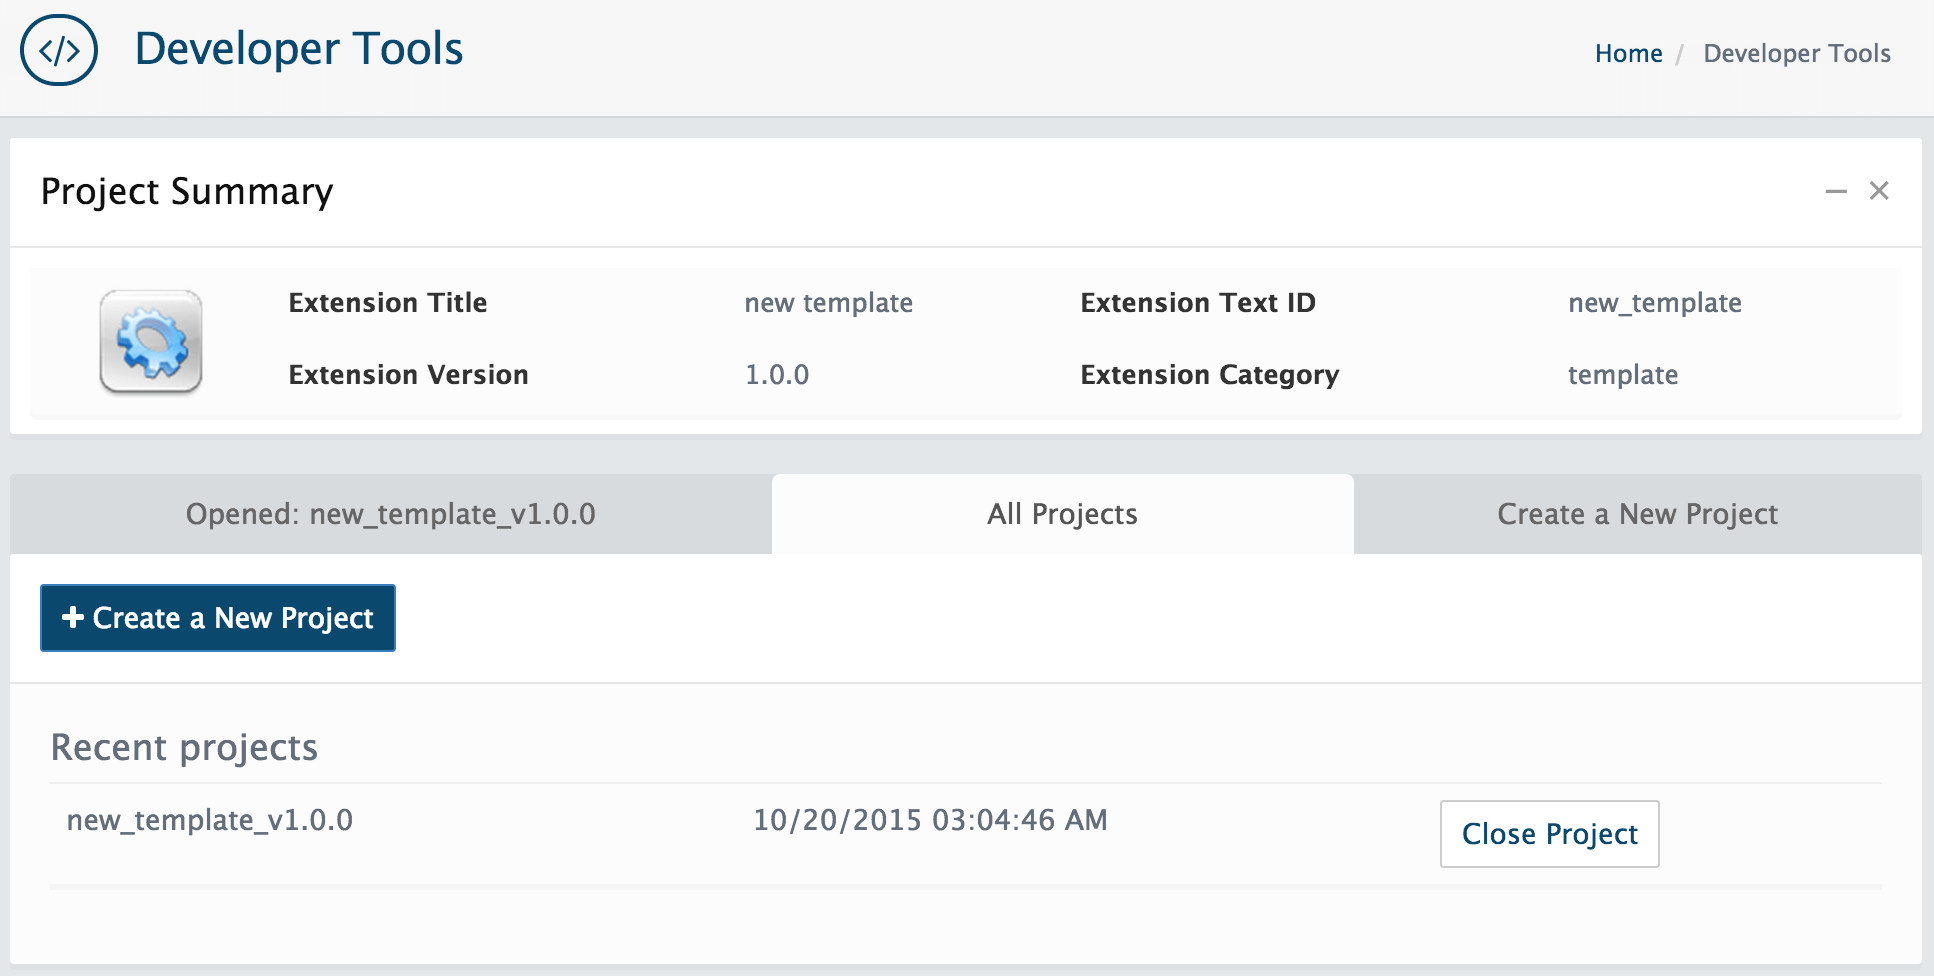 </> Developer Tools
Home / Developer Tools
Project Summary
Extension Title new template Extension Text ID new_template
Extension Version 1.0.0 Extension Category template
Opened: new_template_v1.0.0 All Projects Create a New Project
+ Create a New Project
Recent projects
new_template_v1.0.0 10/20/2015 03:04:46 AM Close Project